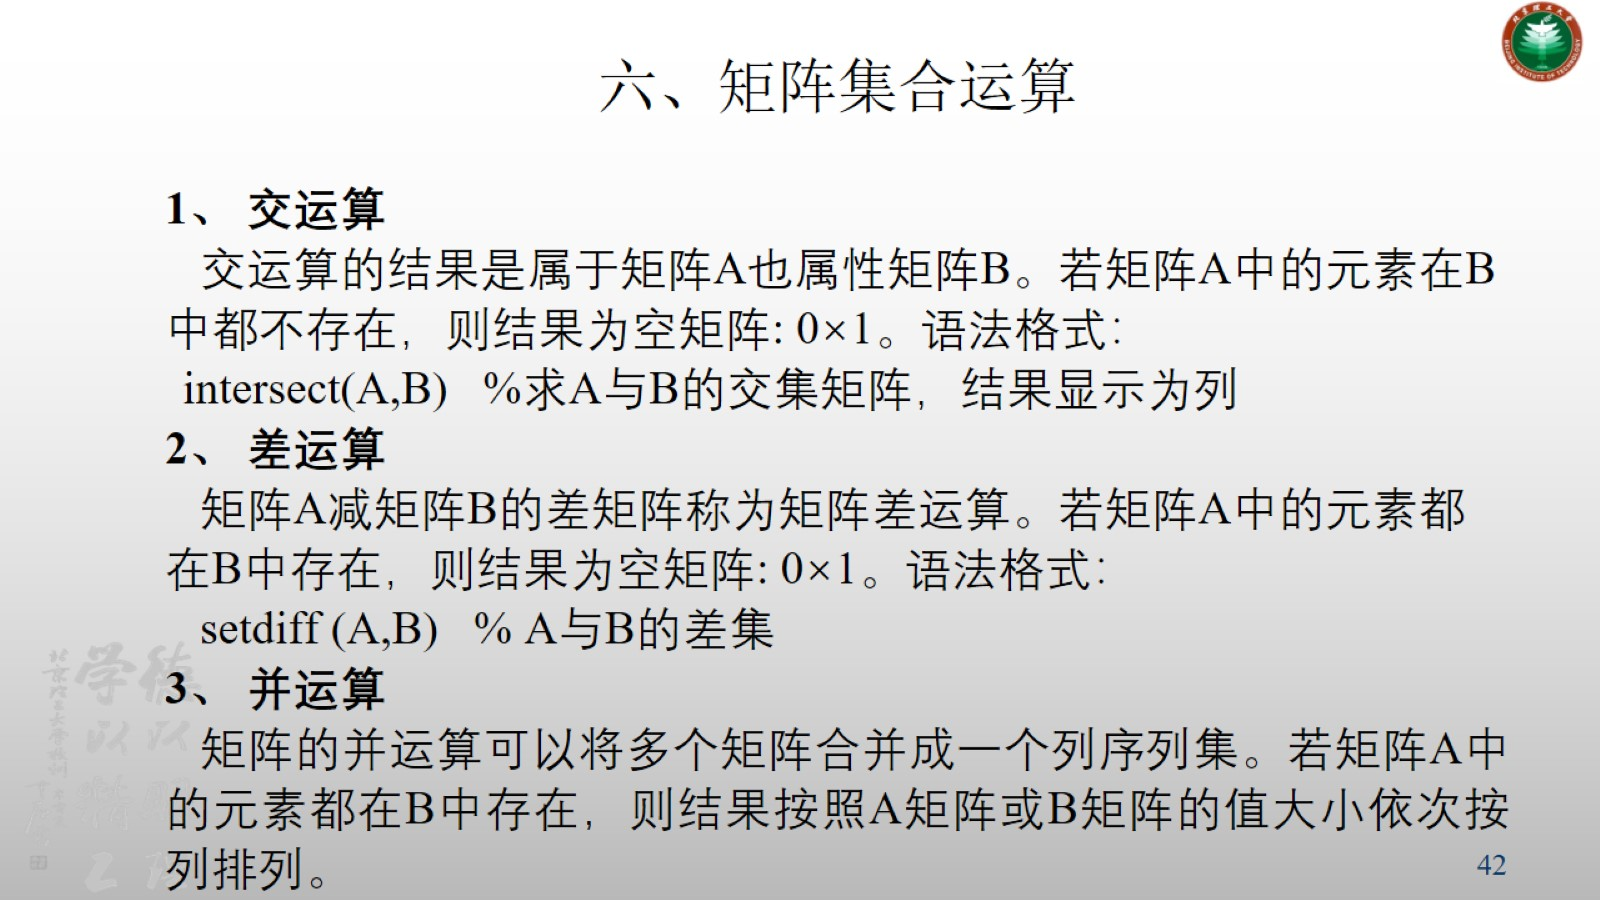 六、矩阵集合运算
1、 交运算
交运算的结果是属于矩阵A也属性矩阵B。若矩阵A中的元素在B
中都不存在，则结果为空矩阵: 0×1。语法格式：
intersect(A,B) %求A与B的交集矩阵，结果显示为列
2、 差运算
矩阵A减矩阵B的差矩阵称为矩阵差运算。若矩阵A中的元素都
在B中存在，则结果为空矩阵: 0×1。语法格式：
setdiff (A,B) % A与B的差集
3、 并运算
矩阵的并运算可以将多个矩阵合并成一个列序列集。若矩阵A中
的元素都在B中存在，则结果按照A矩阵或B矩阵的值大小依次按
列排列。
42
北京理工大学
BEIJING INSTITUTE OF TECHNOLOGY